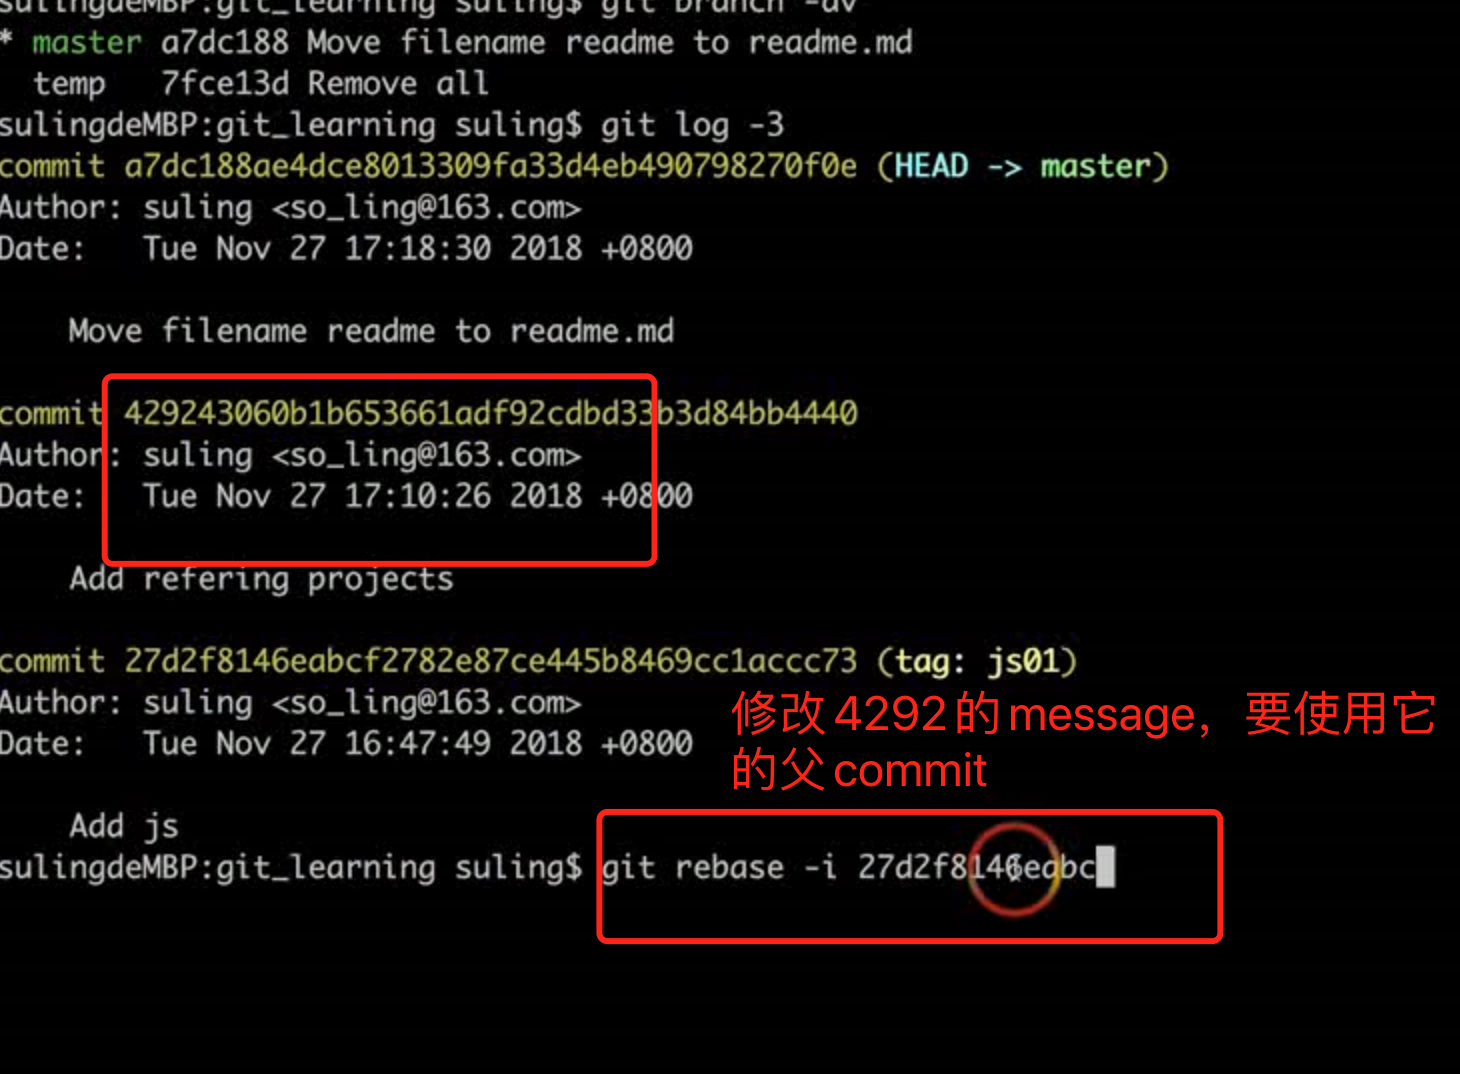 sulingdeMBP:git_learning suling$ git branch -av
* master a7dc188 Move filename readme to readme.md
temp 7fce13d Remove all
sulingdeMBP:git_learning suling$ git log -3
commit a7dc188ae4dce8013309fa33d4eb490798270f0e (HEAD -> master)
Author: suling <so_ling@163.com>
Date: Tue Nov 27 17:18:30 2018 +0800
Move filename readme to readme.md
commit 429243060b1b653661adf92cdbd33b3d84bb4440
Author: suling <so_ling@163.com>
Date: Tue Nov 27 17:10:26 2018 +0800
Add refering projects
commit 27d2f8146eabcf2782e87ce445b8469cc1accc73 (tag: js01)
Author: suling <so_ling@163.com>
Date: Tue Nov 27 16:47:49 2018 +0800
修改4292的message，要使用它
的父commit
Add js
sulingdeMBP:git_learning suling$ git rebase -i 27d2f8146eabc